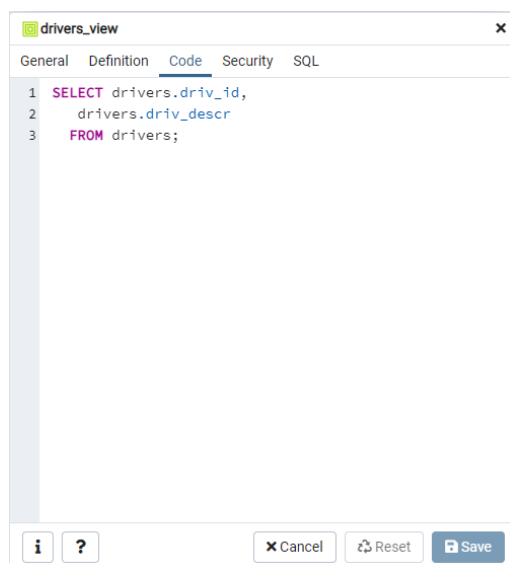 drivers_view
General Definition Code Security SQL
1 SELECT drivers.driv_id,
2 drivers.driv_descr
3 FROM drivers;
i ? Cancel Reset Save